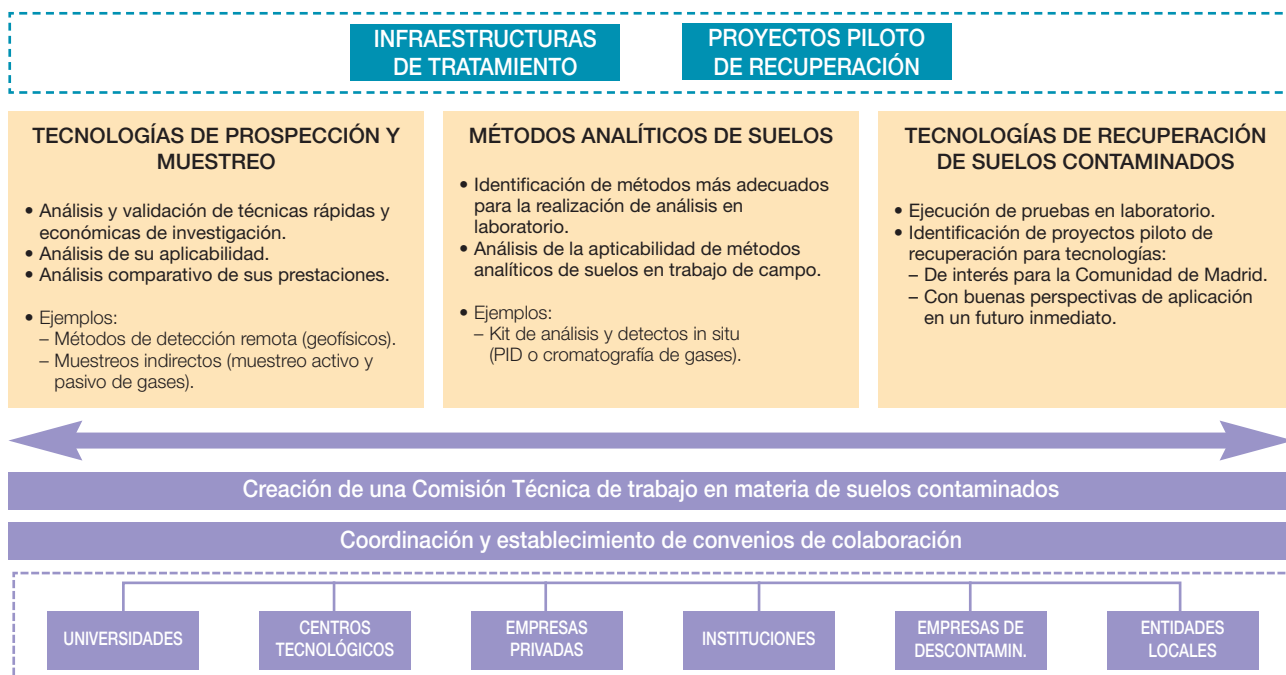 INFRAESTRUCTURAS
DE TRATAMIENTO
PROYECTOS PILOTO
DE RECUPERACIÓN
TECNOLOGÍAS DE PROSPECCIÓN Y
MUESTREO
• Análisis y validación de técnicas rápidas y
económicas de investigación.
• Análisis de su aplicabilidad.
• Análisis comparativo de sus prestaciones.
• Ejemplos:
– Métodos de detección remota (geofísicos).
– Muestreos indirectos (muestreo activo y
pasivo de gases).
MÉTODOS ANALÍTICOS DE SUELOS
• Identificación de métodos más adecuados
para la realización de análisis en
laboratorio.
• Análisis de la apticabilidad de métodos
analíticos de suelos en trabajo de campo.
• Ejemplos:
– Kit de análisis y detectos in situ
(PID o cromatografía de gases).
TECNOLOGÍAS DE RECUPERACIÓN
DE SUELOS CONTAMINADOS
• Ejecución de pruebas en laboratorio.
• Identificación de proyectos piloto de
recuperación para tecnologías:
– De interés para la Comunidad de Madrid.
– Con buenas perspectivas de aplicación
en un futuro inmediato.
Creación de una Comisión Técnica de trabajo en materia de suelos contaminados
Coordinación y establecimiento de convenios de colaboración
UNIVERSIDADES
CENTROS
TECNOLÓGICOS
EMPRESAS
PRIVADAS
INSTITUCIONES
EMPRESAS DE
DESCONTAMIN.
ENTIDADES
LOCALES